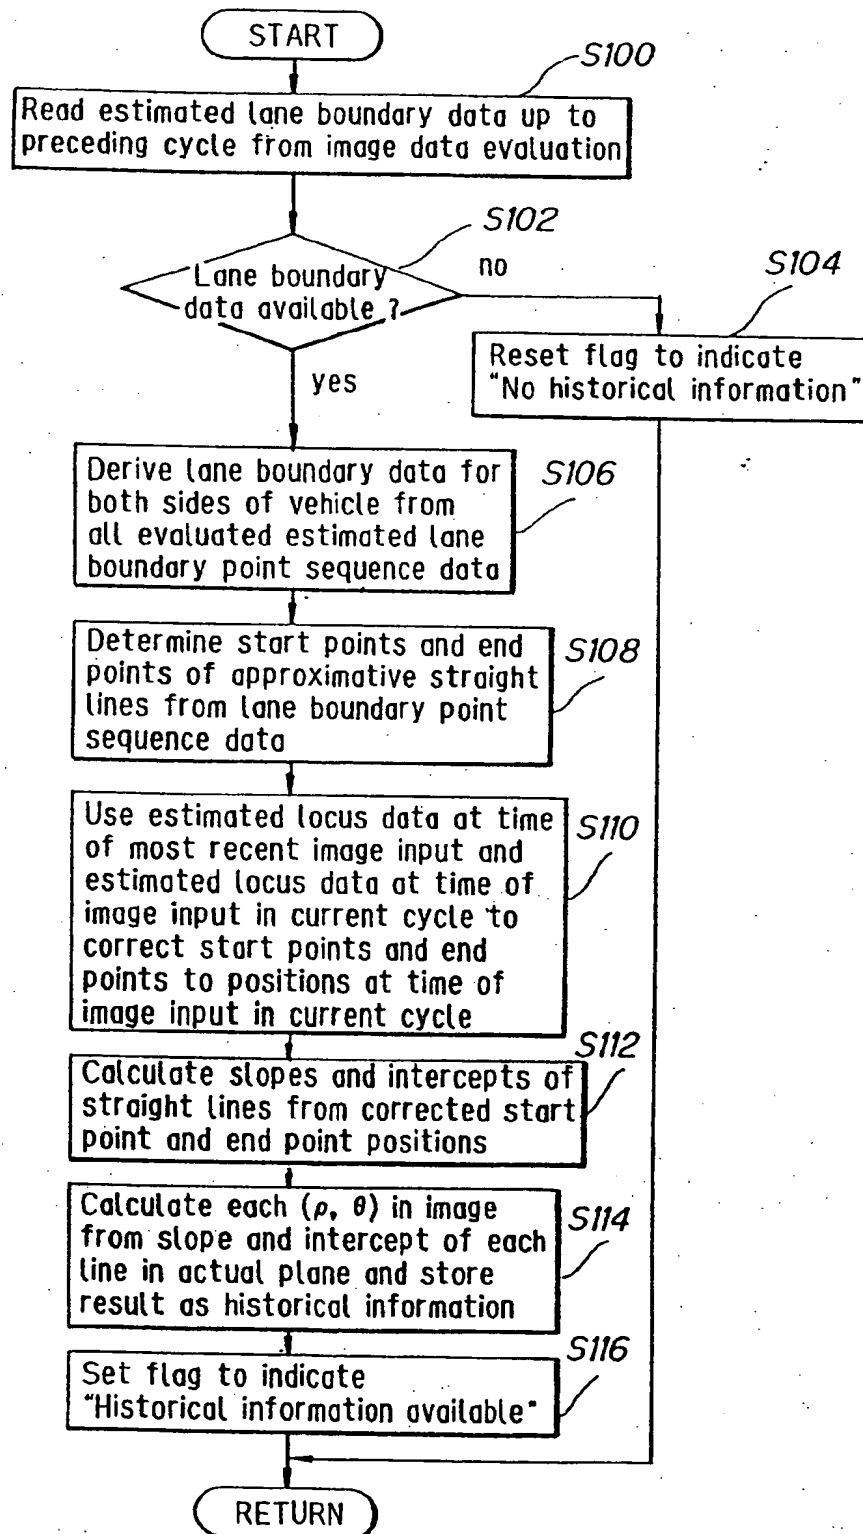 START
S100
Read estimated lane boundary data up to
preceding cycle from image data evaluation
S102
Lane boundary
data available ?
no
yes
S104
Reset flag to indicate
"No historical information"
Derive lane boundary data for
both sides of vehicle from
all evaluated estimated lane
boundary point sequence data
S106
Determine start points and end
points of approximative straight
lines from lane boundary point
sequence data
S108
Use estimated locus data at time
of most recent image input and
estimated locus data at time of
image input in current cycle to
correct start points and end
points to positions at time of
image input in current cycle
S110
S112
Calculate slopes and intercepts of
straight lines from corrected start
point and end point positions
Calculate each (ρ, θ) in image
from slope and intercept of each
line in actual plane and store
result as historical information
S114
S116
Set flag to indicate
"Historical information available"
RETURN